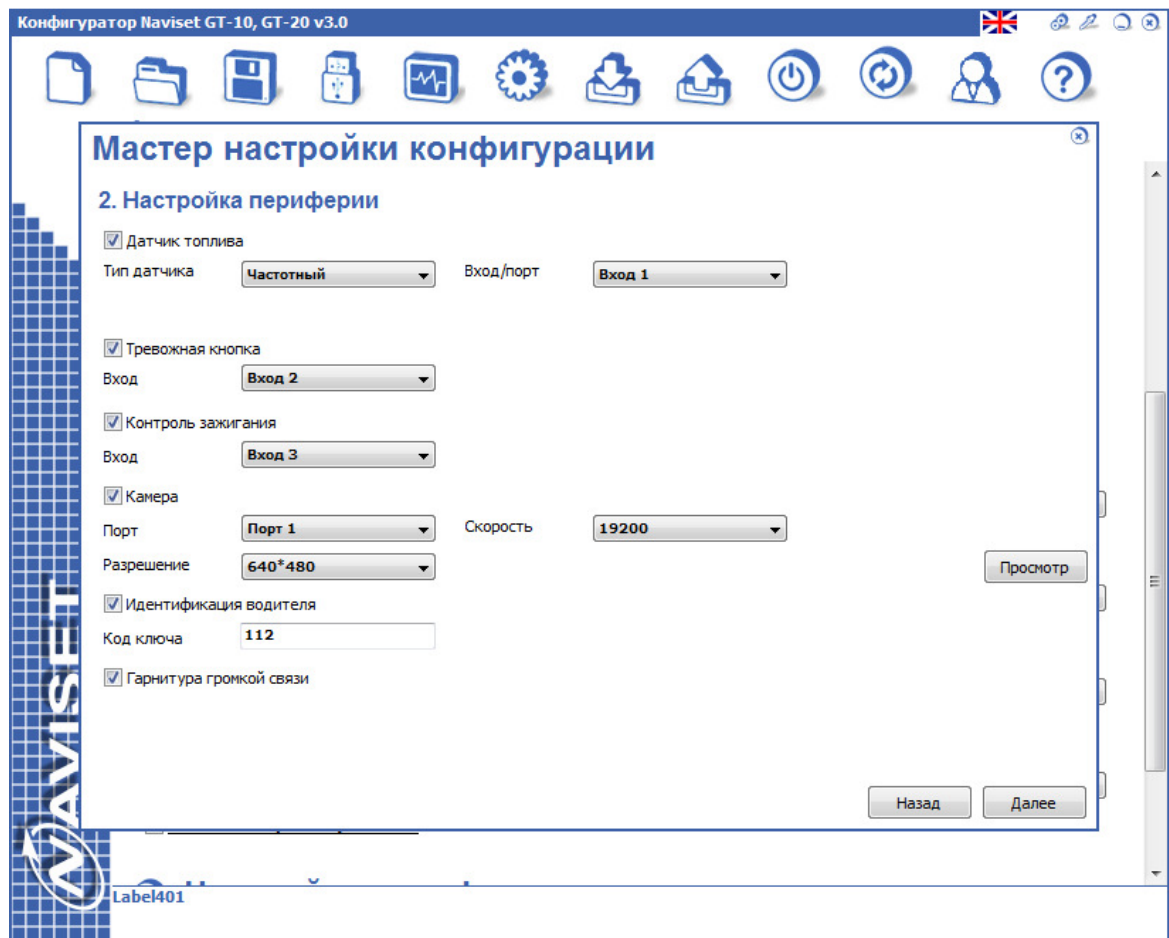 Конфигуратор Naviset GT-10, GT-20 v3.0
Мастер настройки конфигурации
2. Настройка периферии
Датчик топлива
Тип датчика Частотный Вход/порт Вход 1
Тревожная кнопка
Вход Вход 2
Контроль зажигания
Вход Вход 3
Камера
Порт Порт 1 Скорость 19200
Разрешение 640*480
Просмотр
Идентификация водителя
Код ключа 112
Гарнитура громкой связи
Назад Далее
NAVISET
Label401